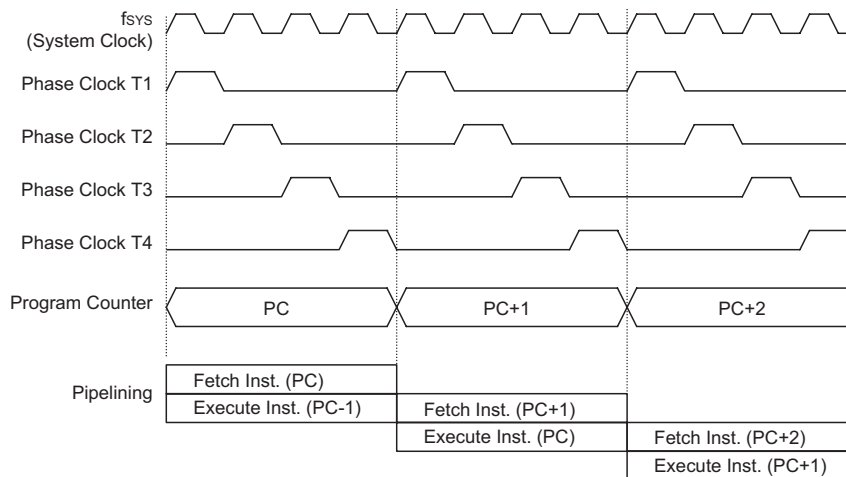 fSYS
(System Clock)
Phase Clock T1
Phase Clock T2
Phase Clock T3
Phase Clock T4
Program Counter
PC
PC+1
PC+2
Pipelining
Fetch Inst. (PC)
Execute Inst. (PC-1)
Fetch Inst. (PC+1)
Execute Inst. (PC)
Fetch Inst. (PC+2)
Execute Inst. (PC+1)